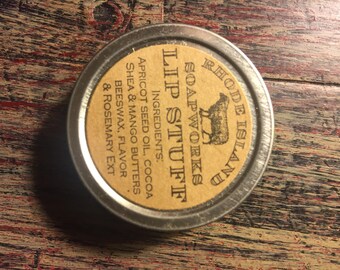 RHODE ISLAND
SOAPWORKS
LIP STUFF
INGREDIENTS:
APRICOT SEED OIL, COCOA
SHEA & MANGO BUTTERS
BEESWAX, FLAVOR
& ROSEMARY EXT